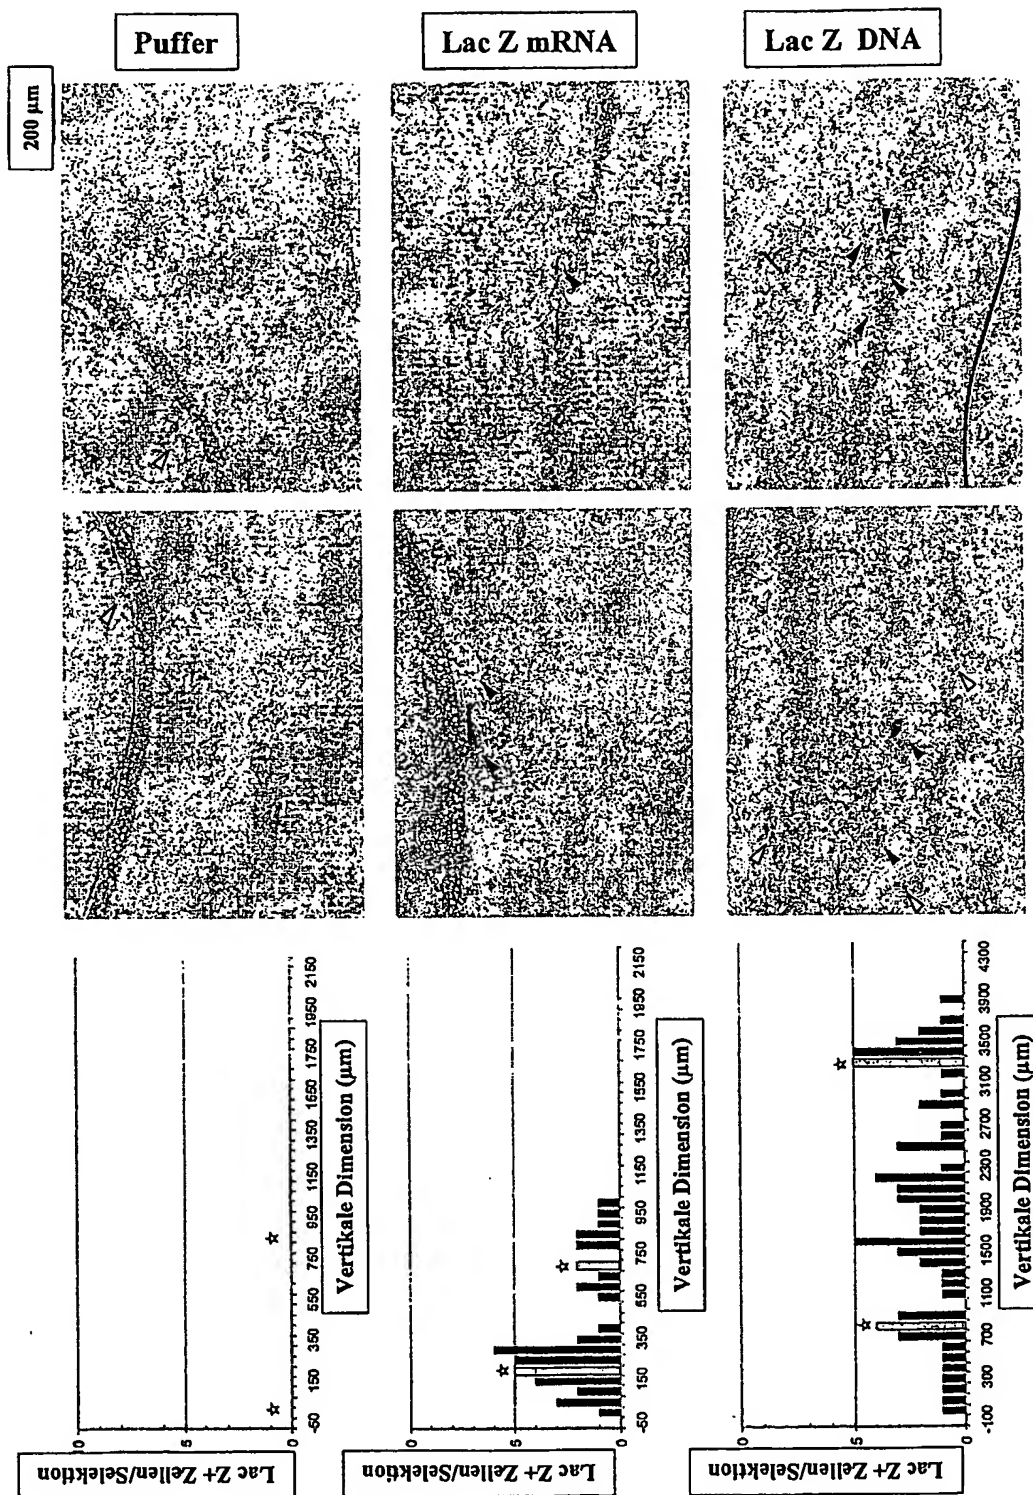 200 µm
Puffer
Lac Z mRNA
Lac Z DNA
Lac Z+ Zellen/Selektion
10
5
0
-50 150 350 550 750 950 1150 1350 1550 1750 1950 2150
Vertikale Dimension (µm)
Lac Z+ Zellen/Selektion
10
5
0
-50 150 350 550 750 950 1150 1350 1550 1750 1950 2150
Vertikale Dimension (µm)
Lac Z+ Zellen/Selektion
10
5
0
-100 300 700 1100 1500 1900 2300 2700 3100 3500 3900 4300
Vertikale Dimension (µm)